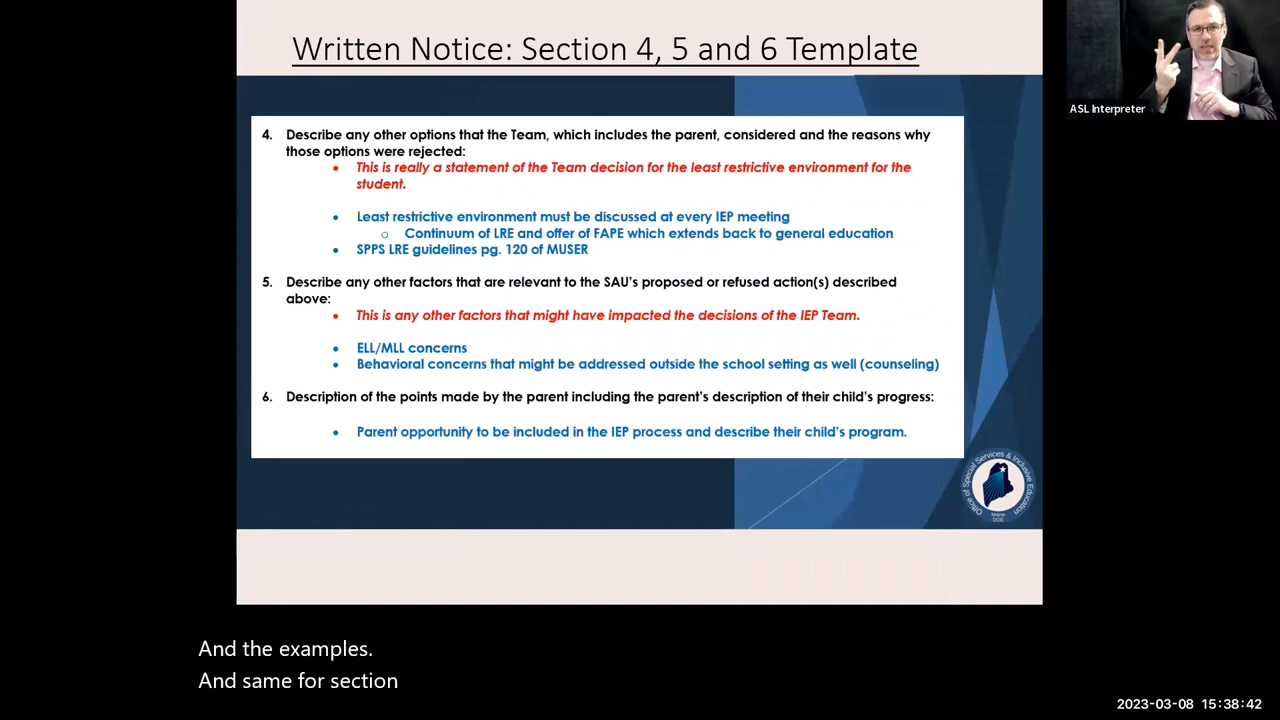 Written Notice: Section 4, 5 and 6 Template
ASL Interpreter
4. Describe any other options that the Team, which includes the parent, considered and the reasons why
those options were rejected:
• This is really a statement of the Team decision for the least restrictive environment for the
student.
• Least restrictive environment must be discussed at every IEP meeting
o Continuum of LRE and offer of FAPE which extends back to general education
• SPPS LRE guidelines pg. 120 of MUSER
5. Describe any other factors that are relevant to the SAU's proposed or refused action(s) described
above:
• This is any other factors that might have impacted the decisions of the IEP Team.
• ELL/MLL concerns
• Behavioral concerns that might be addressed outside the school setting as well (counseling)
6. Description of the points made by the parent including the parent's description of their child's progress:
• Parent opportunity to be included in the IEP process and describe their child's program.
Office of Special Services & Inclusive Education
Maine
DOE
And the examples.
And same for section
2023-03-08 15:38:42